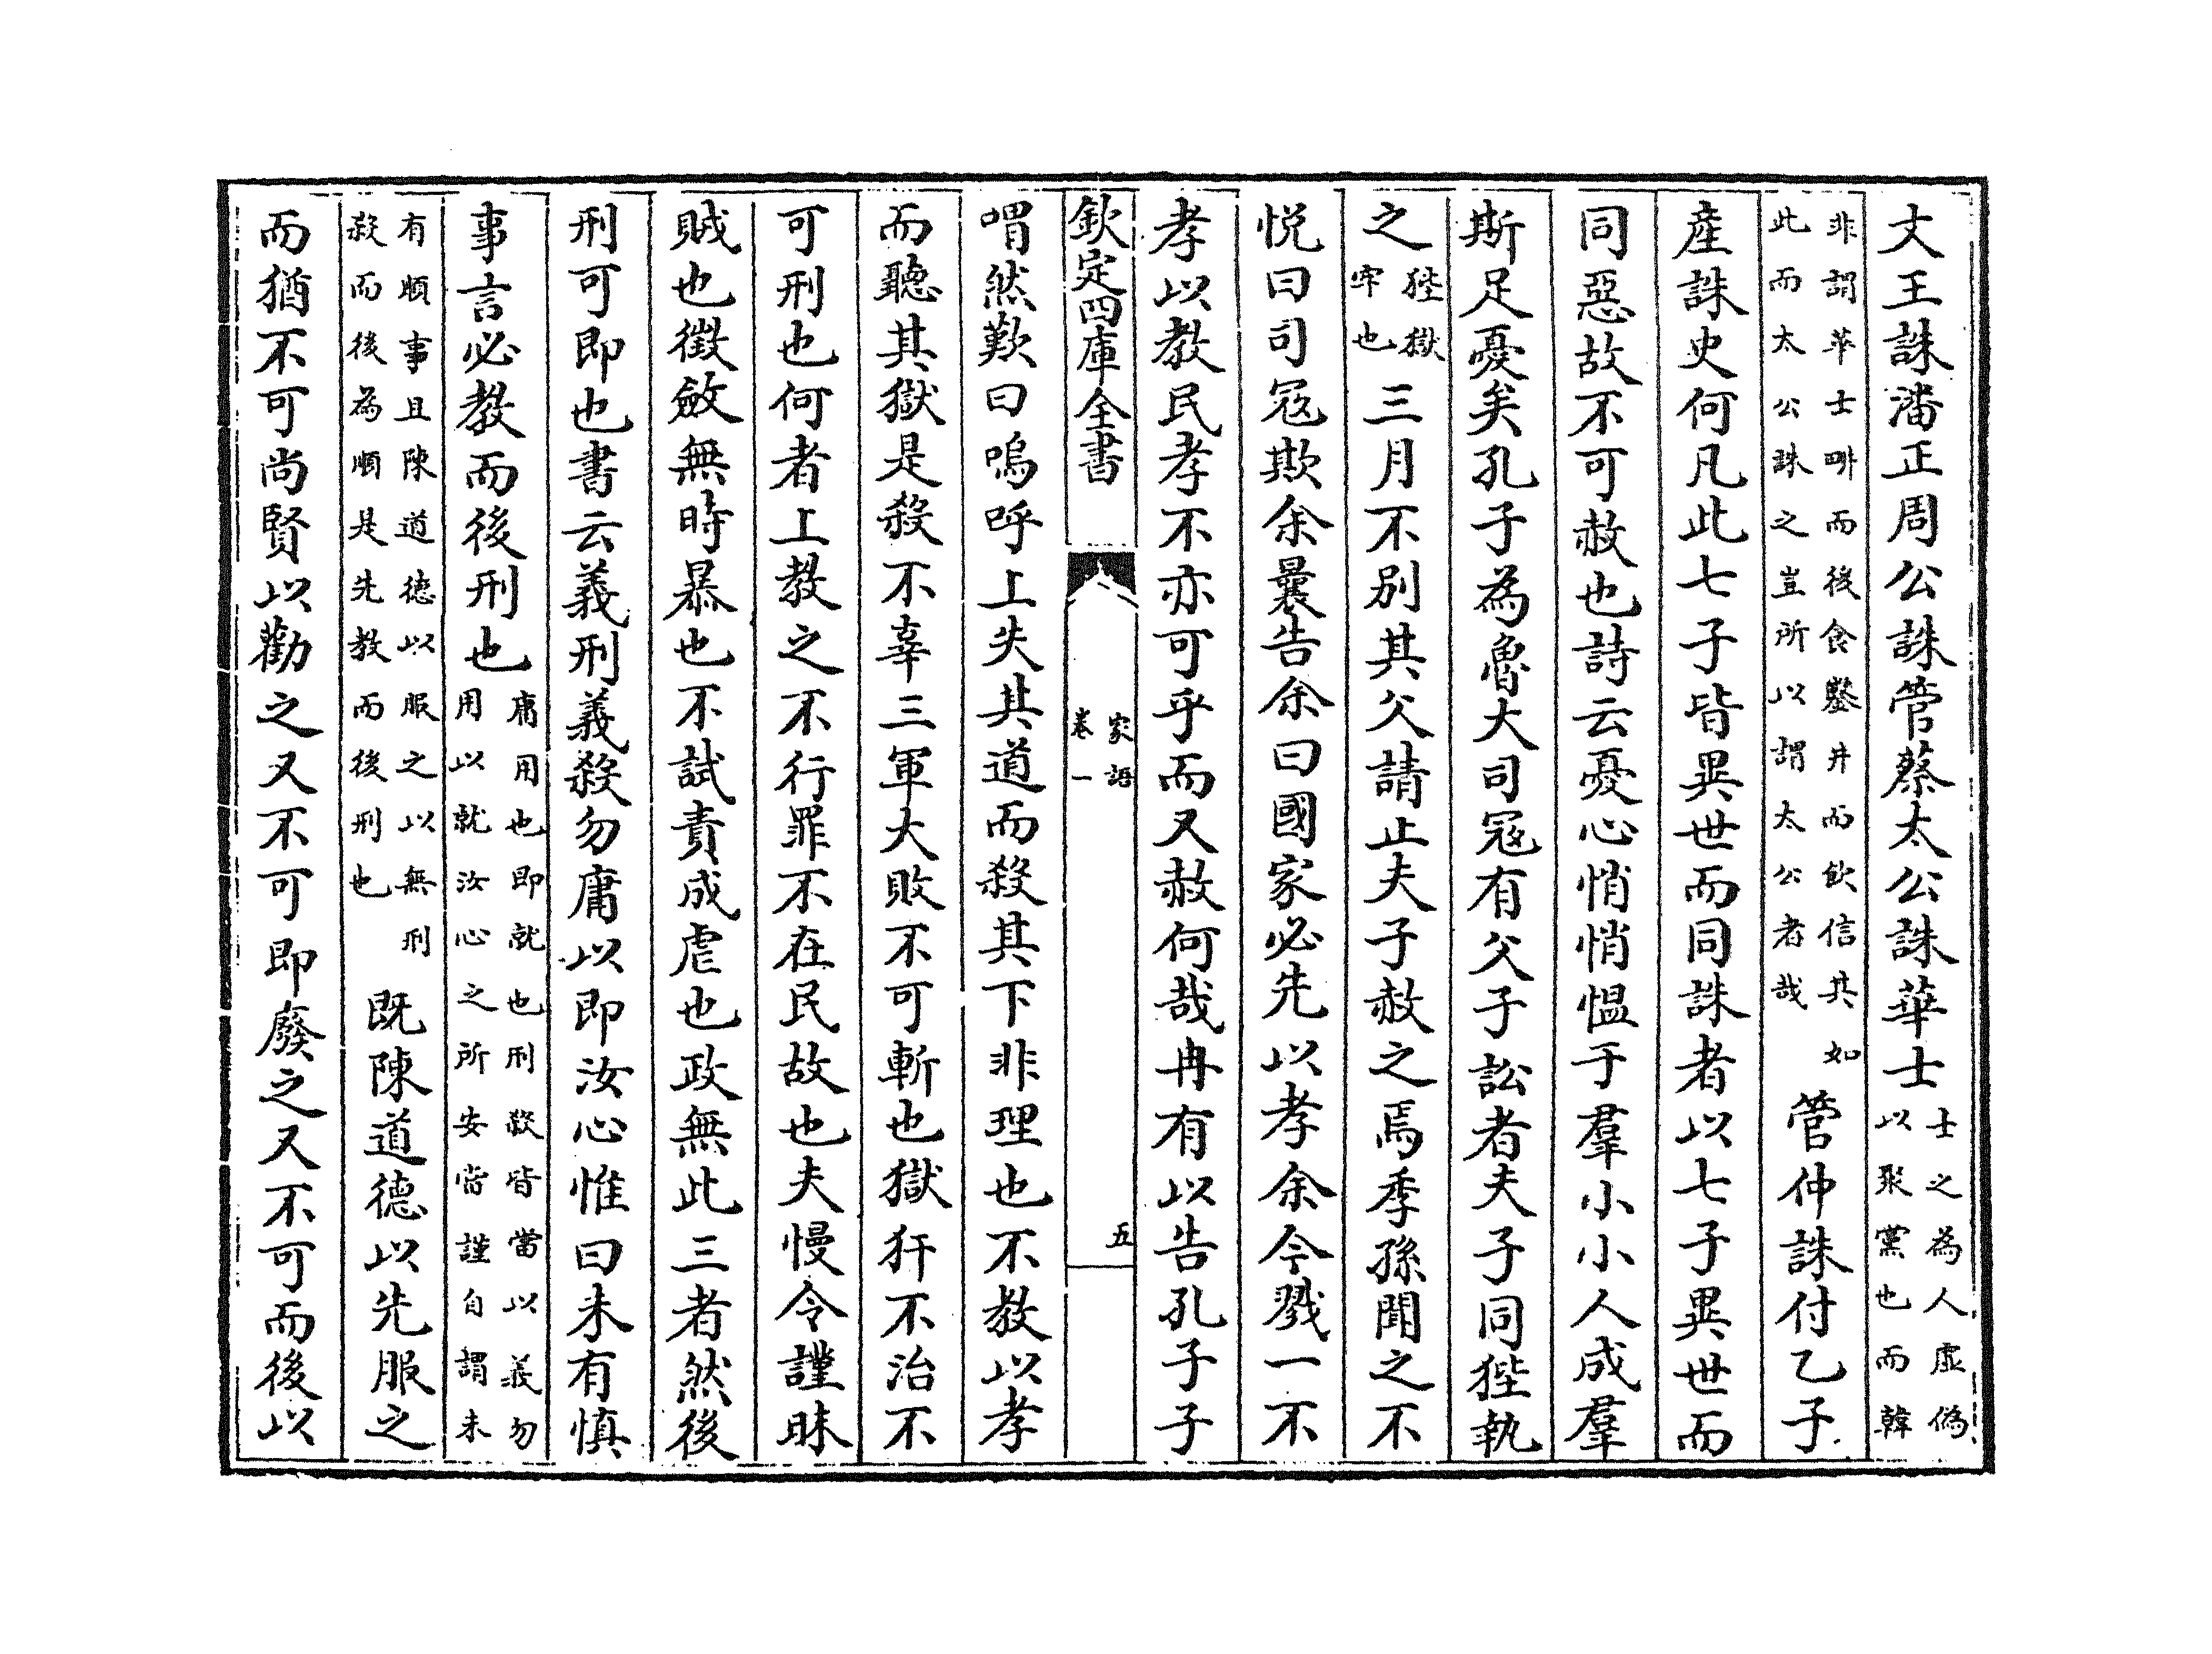 文王誅潘正周公誅管蔡太公誅華士
士之為人虛偽
以聚黨也而韓
非謂華士畊而後食鑿井而飲信其如
此而太公誅之豈所以謂太公者哉
管仲誅付乙子
産誅史何凡此七子皆異世而同誅者以七子異世而
同惡故不可赦也詩云憂心悄悄愠于羣小小人成羣
斯足憂矣孔子為魯大司冦有父子訟者夫子同狴執
之
狴獄
牢也
三月不别其父請止夫子赦之焉季孫聞之不
悦曰司冦欺余曩告余曰國家必先以孝余今戮一不
孝以教民孝不亦可乎而又赦何哉冉有以告孔子子
欽定四庫全書
家語
卷一
五
喟然歎曰嗚呼上失其道而殺其下非理也不教以孝
而聽其獄是殺不辜三軍大敗不可斬也獄犴不治不
可刑也何者上教之不行罪不在民故也夫慢令謹昧
賊也徴斂無時暴也不試責成虐也政無此三者然後
刑可即也書云義刑義殺勿庸以即汝心惟曰未有慎
事言必教而後刑也
庸用也即就也刑殺皆當以義勿
用以就汝心之所安當謹自謂未
有順事且陳道德以服之以無刑
殺而後為順是先教而後刑也
既陳道德以先服之
而猶不可尚賢以勸之又不可即廢之又不可而後以